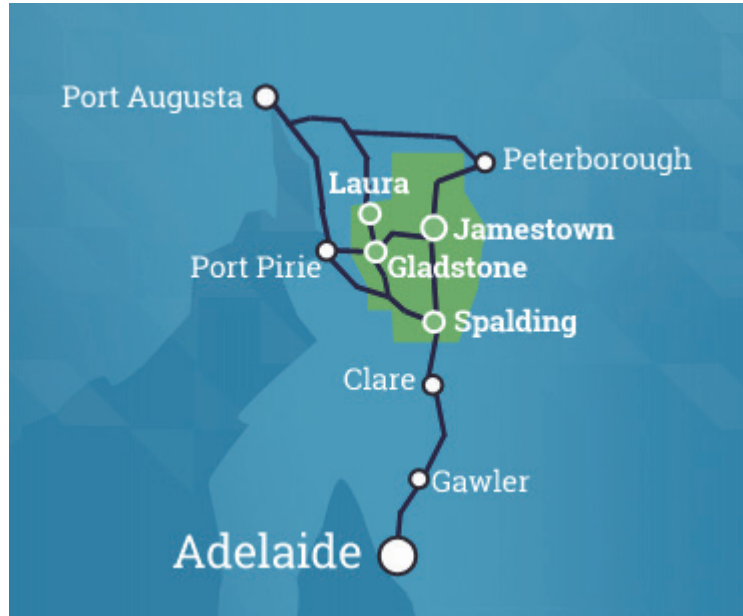 Port Augusta
Peterborough
Laura
Jamestown
Port Pirie
Gladstone
Spalding
Clare
Gawler
Adelaide